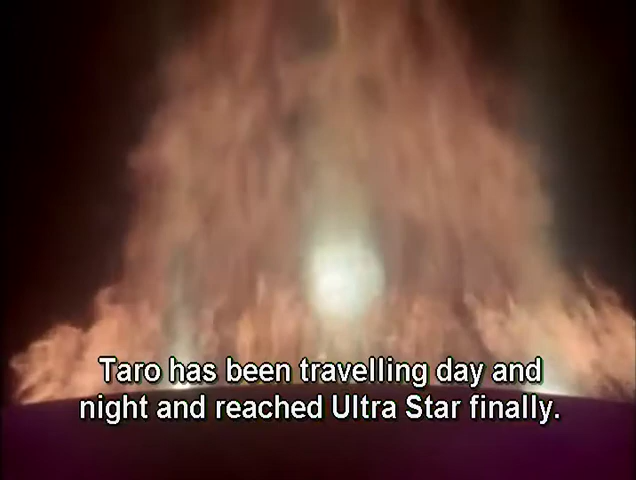 Taro has been travelling day and
night and reached Ultra Star finally.